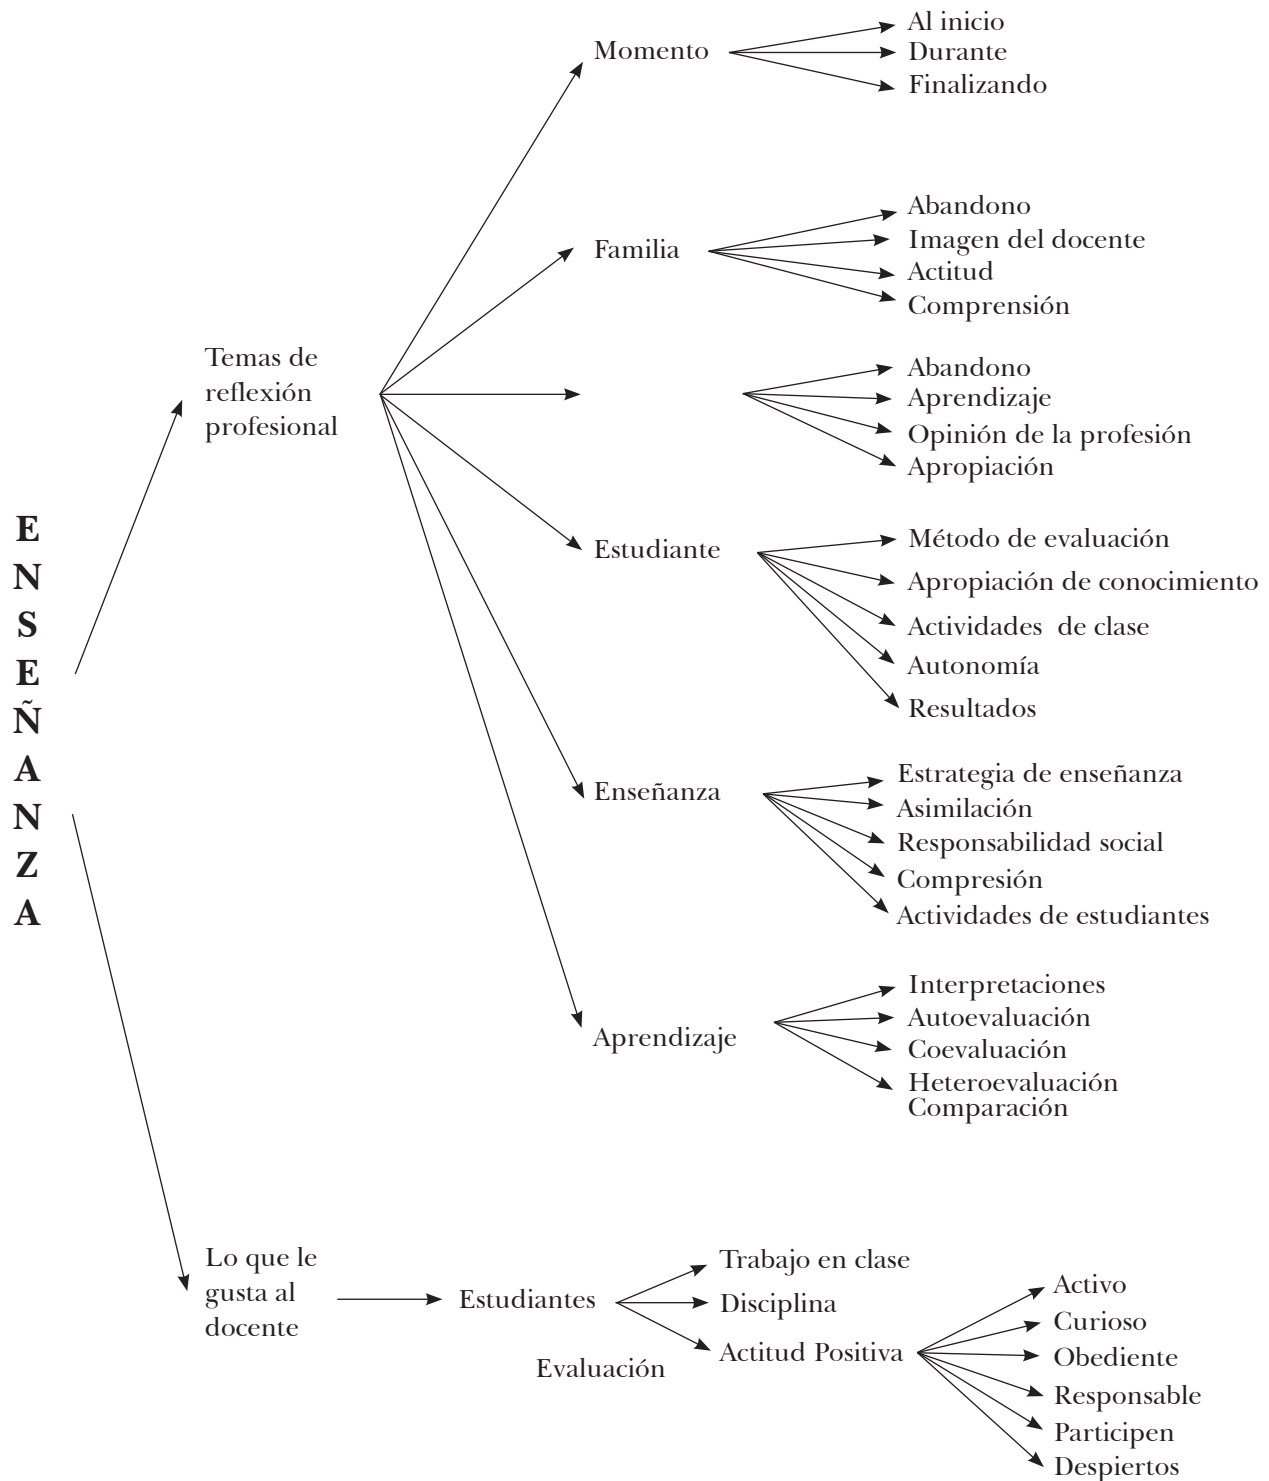 ENSEÑANZA
Temas de
reflexión
profesional
Momento
Al inicio
Durante
Finalizando
Familia
Abandono
Imagen del docente
Actitud
Comprensión
Abandono
Aprendizaje
Opinión de la profesión
Apropiación
Estudiante
Método de evaluación
Apropiación de conocimiento
Actividades de clase
Autonomía
Resultados
Enseñanza
Estrategia de enseñanza
Asimilación
Responsabilidad social
Compresión
Actividades de estudiantes
Aprendizaje
Interpretaciones
Autoevaluación
Coevaluación
Heteroevaluación
Comparación
Lo que le
gusta al
docente
Estudiantes
Trabajo en clase
Disciplina
Actitud Positiva
Evaluación
Activo
Curioso
Obediente
Responsable
Participen
Despiertos